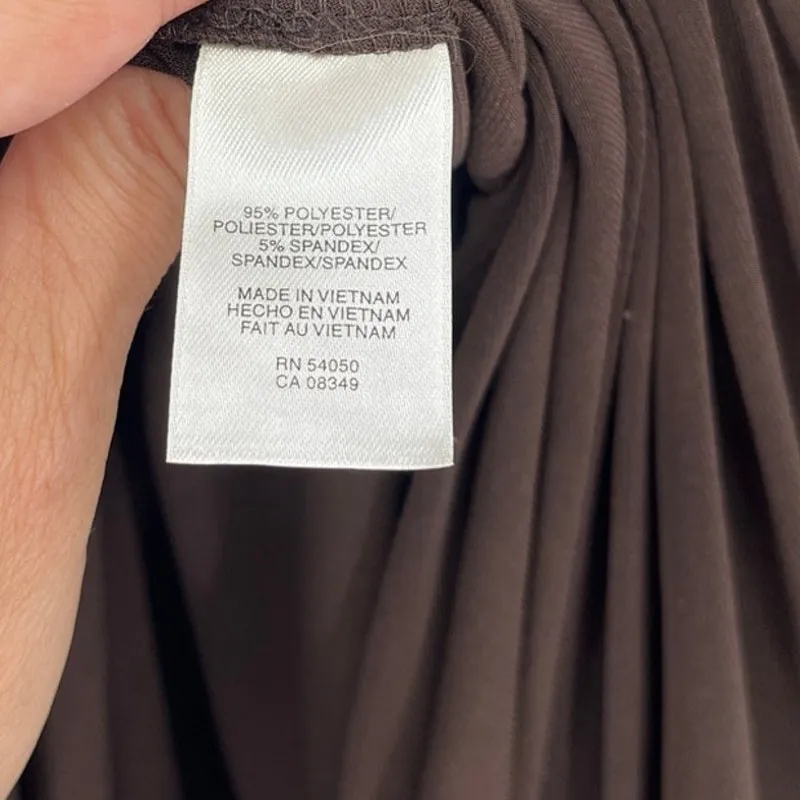 95% POLYESTER/
POLIESTER/POLYESTER
5% SPANDEX/
SPANDEX/SPANDEX
MADE IN VIETNAM
HECHO EN VIETNAM
FAIT AU VIETNAM
RN 54050
CA 08349